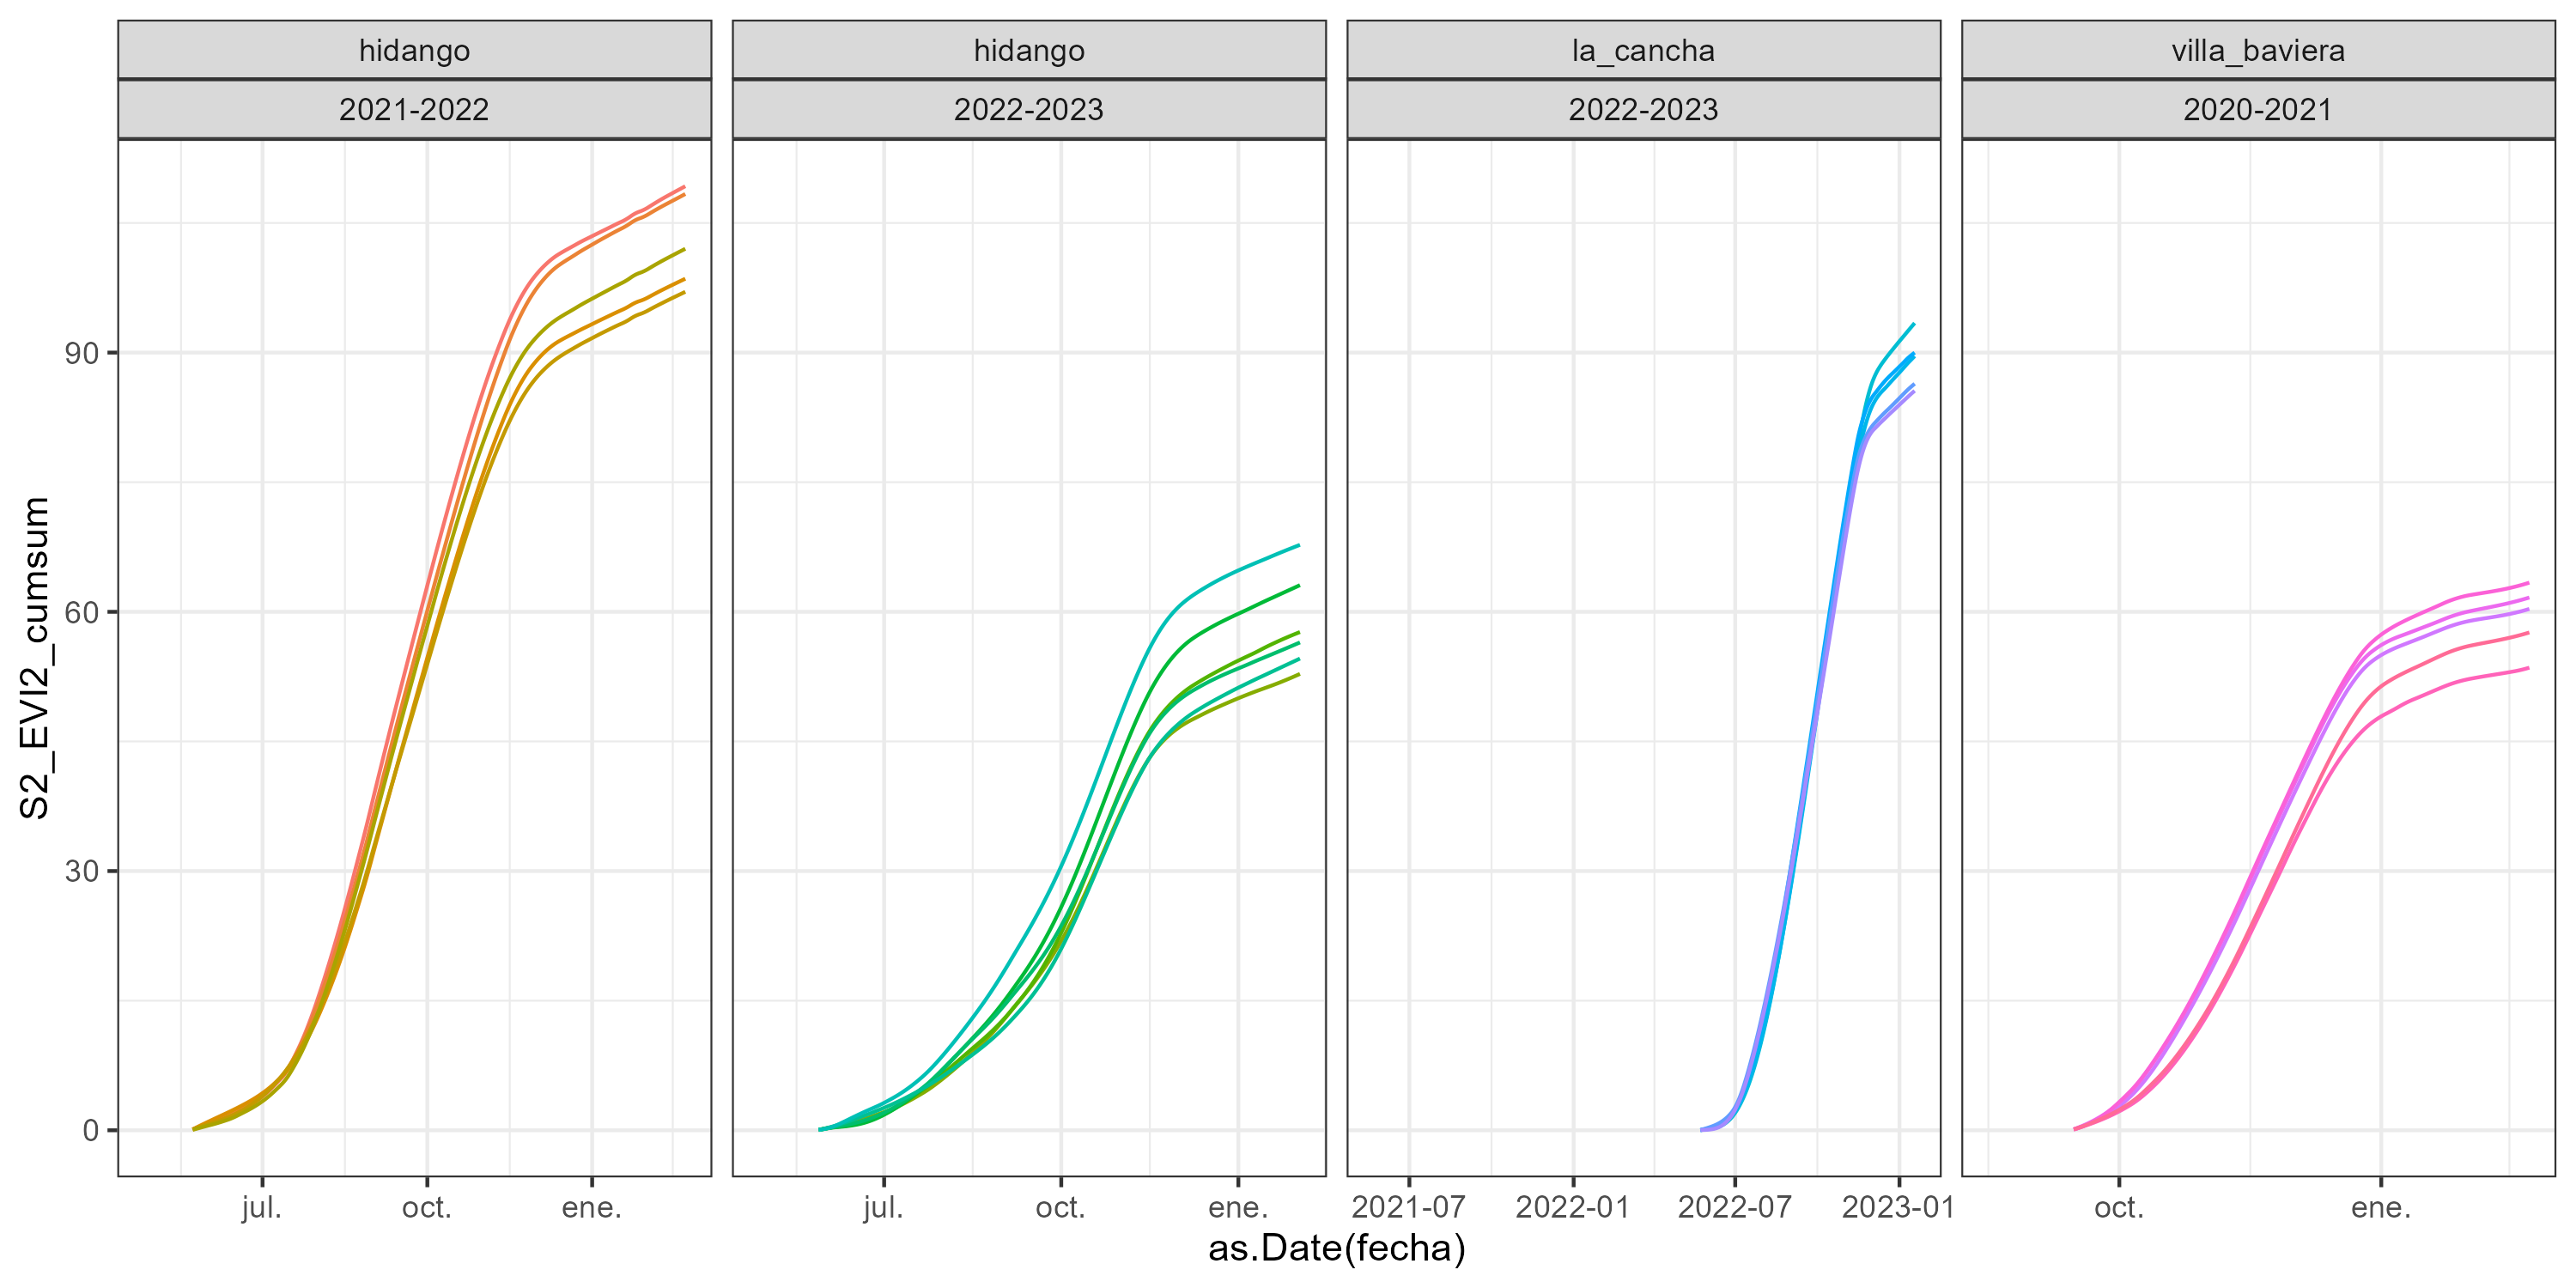 hidango hidango la_cancha villa_baviera
2021-2022 2022-2023 2022-2023 2020-2021
S2_EVI2_cumsum
90
60
30
0
jul. oct. ene. jul. oct. ene. 2021-07 2022-01 2022-07 2023-01 oct. ene.
as.Date(fecha)